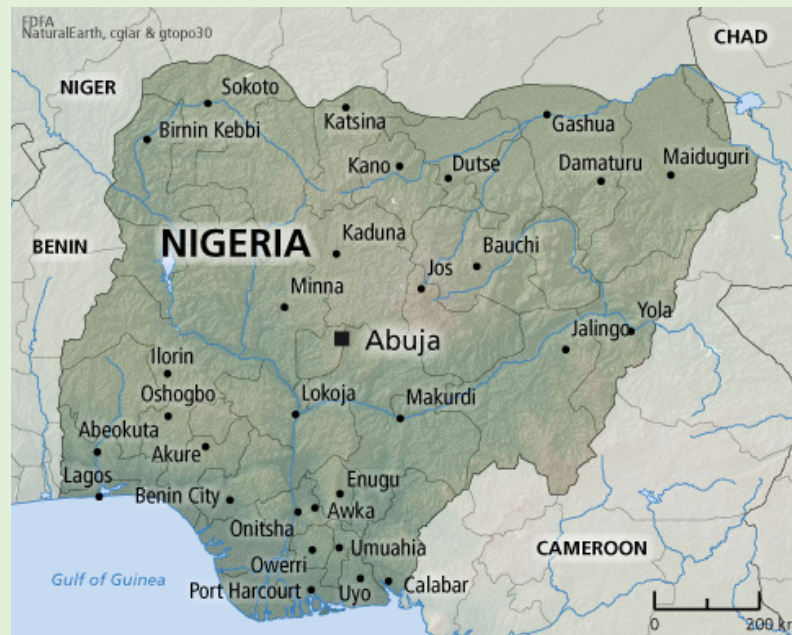 FDFA
NaturalEarth, cgiar & gtopo30
CHAD
NIGER
Sokoto
Katsina
Gashua
Birnin Kebbi
Kano
Dutse
Damaturu
Maiduguri
NIGERIA
BENIN
Kaduna
Bauchi
Jos
Minna
Yola
Abuja
Jalingo
Ilorin
Oshogbo
Lokoja
Makurdi
Abeokuta
Akure
Lagos
Benin City
Enugu
Onitsha
Awka
Owerri
Umuahia
CAMEROON
Gulf of Guinea
Port Harcourt
Uyo
Calabar
0
200 km